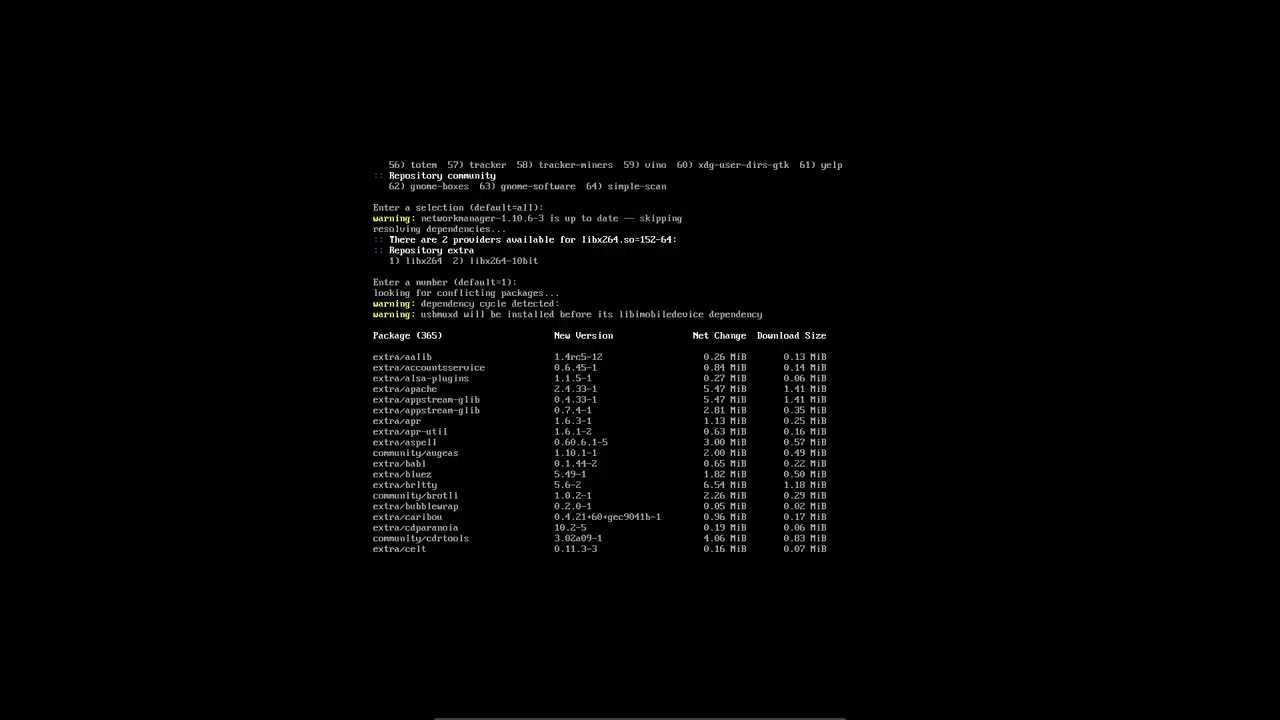 56) totem  57) tracker  58) tracker-miners  59) vino  60) xdg-user-dirs-gtk  61) yelp
:: Repository community
62) gnome-boxes  63) gnome-software  64) simple-scan
Enter a selection (default=all):
warning: networkmanager-1.10.6-3 is up to date -- skipping
resolving dependencies...
:: There are 2 providers available for libx264.so=152-64:
:: Repository extra
1) libx264  2) libx264-10bit
Enter a number (default=1):
looking for conflicting packages...
warning: dependency cycle detected:
warning: usbmuxd will be installed before its libimobiledevice dependency
Package (365)  New Version  Net Change  Download Size
extra/aalib  1.4rc5-12  0.26 MiB  0.13 MiB
extra/accountsservice  0.6.45-1  0.84 MiB  0.14 MiB
extra/alsa-plugins  1.1.5-1  0.27 MiB  0.06 MiB
extra/apache  2.4.33-1  5.47 MiB  1.41 MiB
extra/appstream-glib  0.4.33-1  5.47 MiB  1.41 MiB
extra/appstream-glib  0.7.4-1  2.81 MiB  0.35 MiB
extra/apr  1.6.3-1  1.13 MiB  0.25 MiB
extra/apr-util  1.6.1-2  0.63 MiB  0.16 MiB
extra/aspell  0.60.6.1-5  3.00 MiB  0.57 MiB
community/augeas  1.10.1-1  2.00 MiB  0.49 MiB
extra/babl  0.1.44-2  0.65 MiB  0.22 MiB
extra/bluez  5.49-1  1.82 MiB  0.50 MiB
extra/brltty  5.6-2  6.54 MiB  1.18 MiB
community/brotli  1.0.2-1  2.26 MiB  0.29 MiB
extra/bubblewrap  0.2.0-1  0.05 MiB  0.02 MiB
extra/caribou  0.4.21+60+gec9041b-1  0.96 MiB  0.17 MiB
extra/cdparanoia  10.2-5  0.19 MiB  0.06 MiB
community/cdrtools  3.02a09-1  4.06 MiB  0.83 MiB
extra/celt  0.11.3-3  0.16 MiB  0.07 MiB